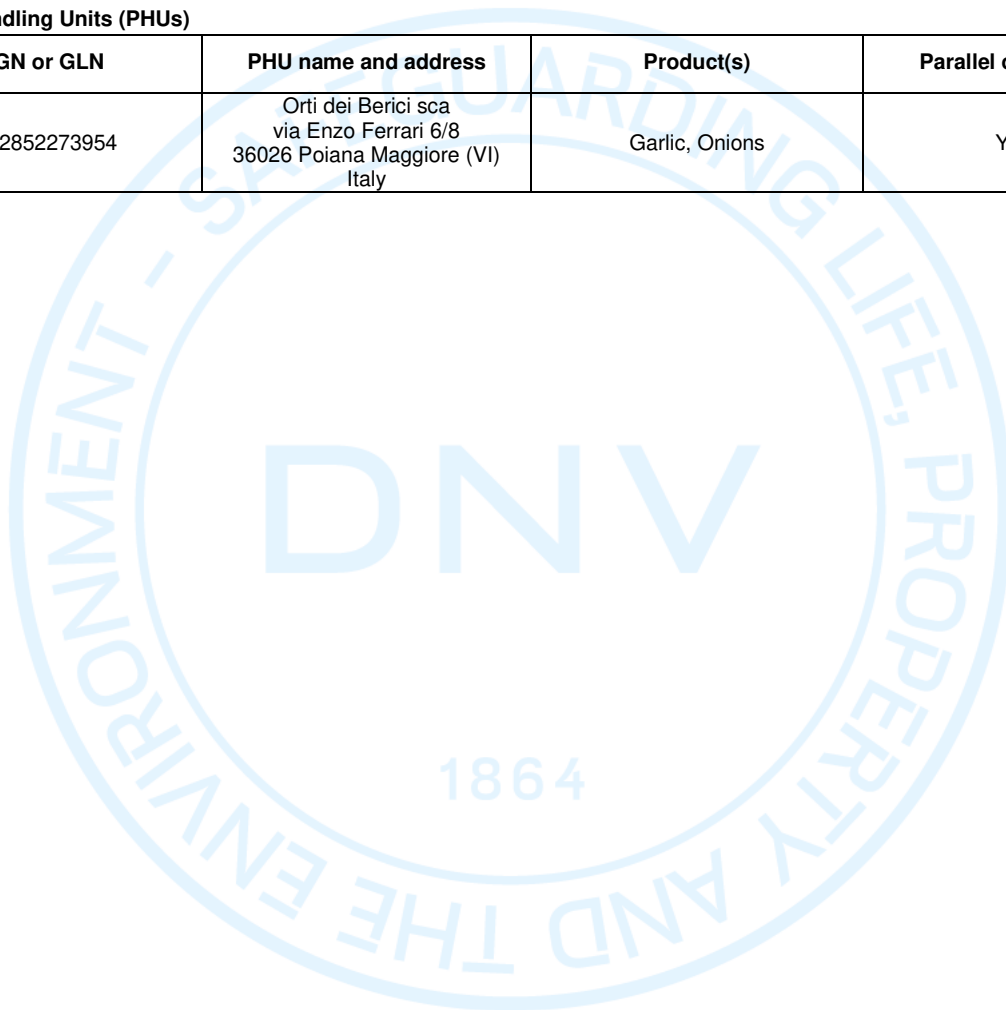 dling Units (PHUs)
GN or GLN PHU name and address Product(s) Parallel
2852273954 Orti dei Berici sca
via Enzo Ferrari 6/8
36026 Poiana Maggiore (VI)
Italy
Garlic, Onions Y
SAFEGUARDING LIFE, PROPERTY AND THE ENVIRONMENT -
DNV
1864